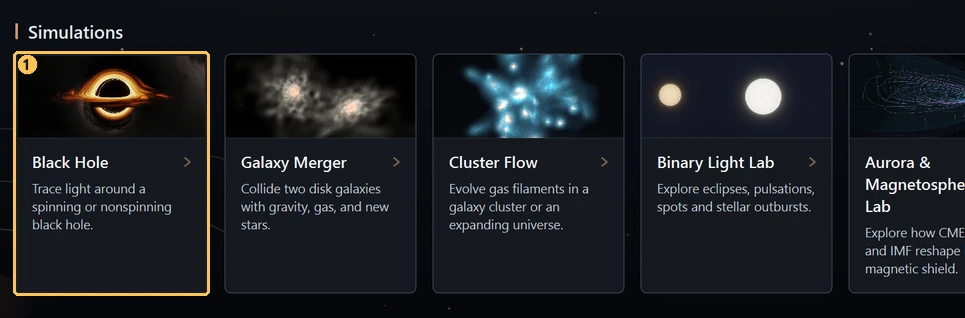 Simulations
1
Black Hole
Trace light around a
spinning or nonspinning
black hole.
Galaxy Merger
Collide two disk galaxies
with gravity, gas, and new
stars.
Cluster Flow
Evolve gas filaments in a
galaxy cluster or an
expanding universe.
Binary Light Lab
Explore eclipses, pulsations,
spots and stellar outbursts.
Aurora &
Magnetosphe
Lab
Explore how CME
and IMF reshape
magnetic shield.